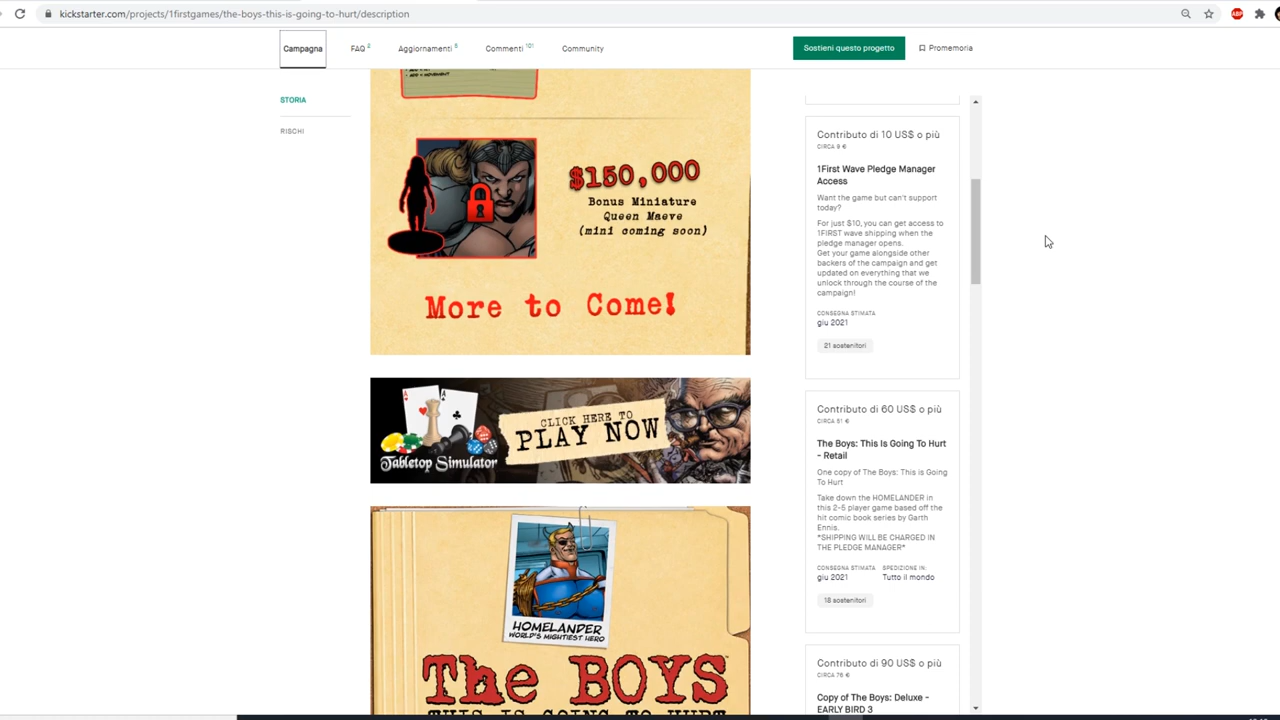 kickstarter.com/projects/1firstgames/the-boys-this-is-going-to-hurt/description
ABP
Campagna
FAQ 2
Aggiornamenti 5
Commenti 101
Community
Sostieni questo progetto
Promemoria
STORIA
RISCHI
$150,000
Bonus Miniature
Queen Maeve
(mini coming soon)
More to Come!
CLICK HERE TO
PLAY NOW
Tabletop Simulator
HOMELANDER
WORLD'S MIGHTIEST HERO
The BOYS
THIS IS GOING TO HURT
Contributo di 10 US$ o più
CIRCA 9 €
1First Wave Pledge Manager
Access
Want the game but can't support
today?
For just $10, you can get access to
1FIRST wave shipping when the
pledge manager opens.
Get your game alongside other
backers of the campaign and get
updated on everything that we
unlock through the course of the
campaign!
CONSEGNA STIMATA
giu 2021
21 sostenitori
Contributo di 60 US$ o più
CIRCA 51 €
The Boys: This Is Going To Hurt
- Retail
One copy of The Boys: This is Going
To Hurt
Take down the HOMELANDER in
this 2-5 player game based off the
hit comic book series by Garth
Ennis.
*SHIPPING WILL BE CHARGED IN
THE PLEDGE MANAGER*
CONSEGNA STIMATA SPEDIZIONE IN:
giu 2021 Tutto il mondo
18 sostenitori
Contributo di 90 US$ o più
CIRCA 76 €
Copy of The Boys: Deluxe -
EARLY BIRD 3